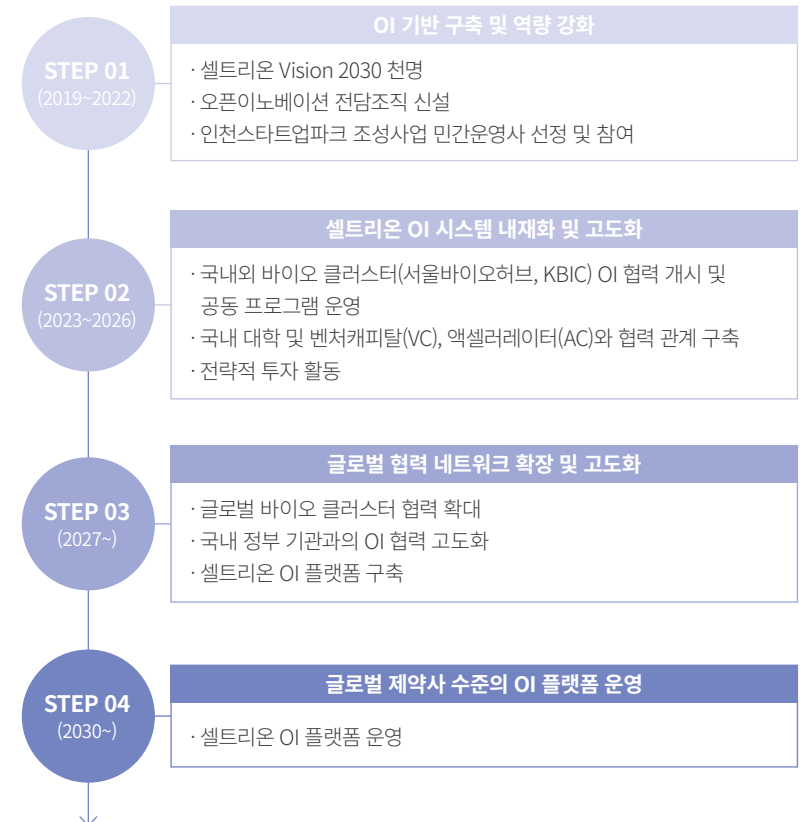 OI 기반 구축 및 역량 강화
STEP 01
(2019~2022)
· 셀트리온 Vision 2030 천명
· 오픈이노베이션 전담조직 신설
· 인천스타트업파크 조성사업 민간운영사 선정 및 참여
셀트리온 OI 시스템 내재화 및 고도화
STEP 02
(2023~2026)
· 국내외 바이오 클러스터(서울바이오허브, KBIC) OI 협력 개시 및
공동 프로그램 운영
· 국내 대학 및 벤처캐피탈(VC), 액셀러레이터(AC)와 협력 관계 구축
· 전략적 투자 활동
글로벌 협력 네트워크 확장 및 고도화
STEP 03
(2027~)
· 글로벌 바이오 클러스터 협력 확대
· 국내 정부 기관과의 OI 협력 고도화
· 셀트리온 OI 플랫폼 구축
글로벌 제약사 수준의 OI 플랫폼 운영
STEP 04
(2030~)
· 셀트리온 OI 플랫폼 운영